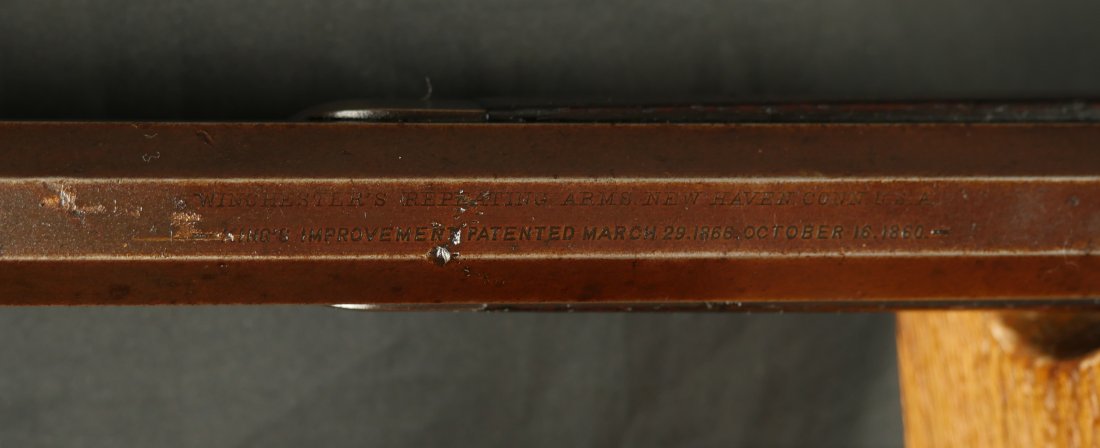 WINCHESTER'S REPEATING ARMS. NEW HAVEN. CONN. U.S.A.
IMPROVEMENT PATENTED MARCH 29.1866. OCTOBER 16.1860.